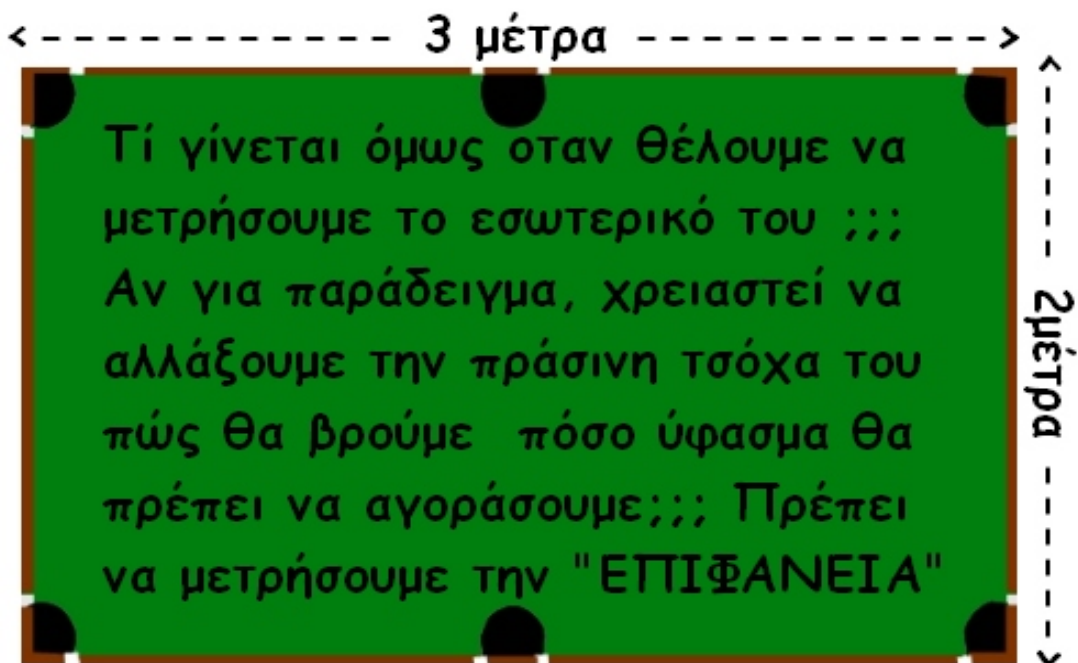 3 μέτρα
Τί γίνεται όμως οταν θέλουμε να
μετρήσουμε το εσωτερικό του ;;;
Αν για παράδειγμα, χρειαστεί να
αλλάξουμε την πράσινη τσόχα του
πώς θα βρούμε πόσο ύφασμα θα
πρέπει να αγοράσουμε;;; Πρέπει
να μετρήσουμε την "ΕΠΙΦΑΝΕΙΑ"
2μέτρα